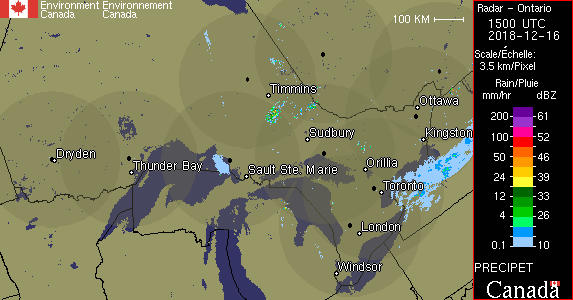 Environment Environnement
Canada Canada
100 KM
Timmins
Ottawa
Sudbury
Kingston
Dryden
Thunder Bay
Sault Ste. Marie
Orillia
Toronto
London
Windsor
Radar - Ontario
1500 UTC
2018-12-16
Scale/Échelle:
3.5 km/Pixel
Rain/Pluie
mm/hr dBZ
200 61
100 52
50 46
24 39
12 33
4 26
2 20
0.1 10
PRECIPET
Canada